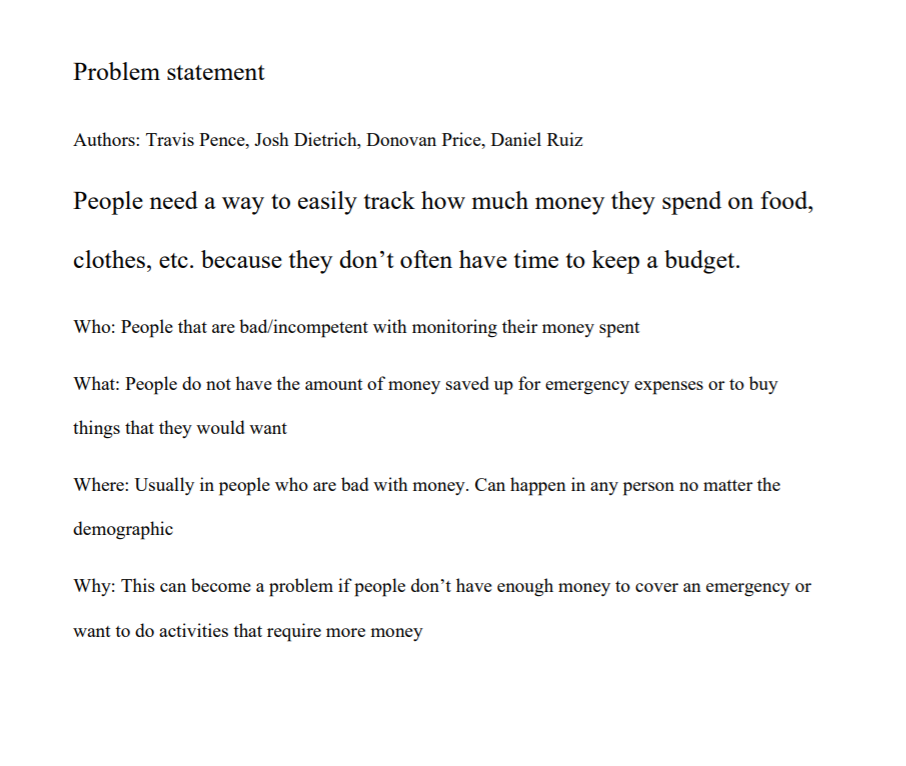 Problem statement
Authors: Travis Pence, Josh Dietrich, Donovan Price, Daniel Ruiz
People need a way to easily track how much money they spend on food,
clothes, etc. because they don’t often have time to keep a budget.
Who: People that are bad/incompetent with monitoring their money spent
What: People do not have the amount of money saved up for emergency expenses or to buy
things that they would want
Where: Usually in people who are bad with money. Can happen in any person no matter the
demographic
Why: This can become a problem if people don’t have enough money to cover an emergency or
want to do activities that require more money